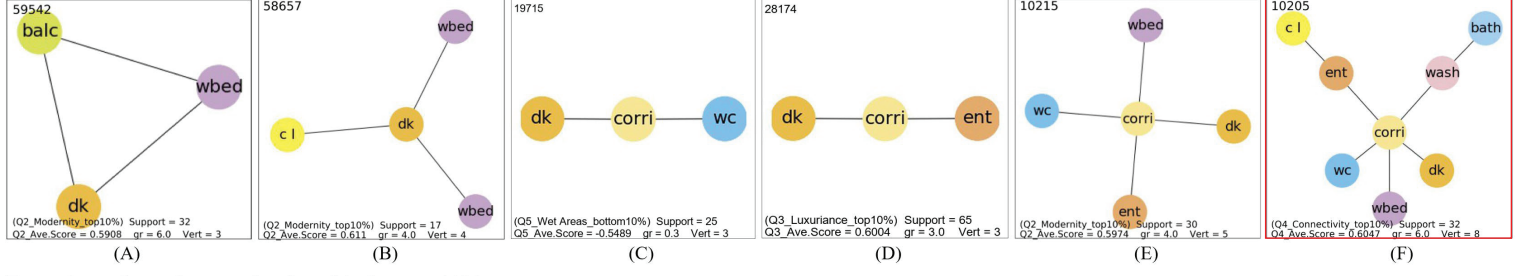 59542
balc
wbed
dk
(Q2_Modernity_top10%) Support = 32
Q2_Ave.Score = 0.5908 gr = 6.0 Vert = 3
(A)
58657
wbed
c l
dk
wbed
(Q2_Modernity_top10%) Support = 17
Q2_Ave.Score = 0.611 gr = 4.0 Vert = 4
(B)
19715
dk
corri
wc
(Q5_Wet Areas_bottom10%) Support = 25
Q5_Ave.Score = -0.5489 gr = 0.3 Vert = 3
(C)
28174
dk
corri
ent
(Q3_Luxuriance_top10%) Support = 65
Q3_Ave.Score = 0.6004 gr = 3.0 Vert = 3
(D)
10215
wbed
wc
corri
dk
ent
(Q2_Modernity_top10%) Support = 30
Q2_Ave.Score = 0.5974 gr = 4.0 Vert = 5
(E)
10205
c l
bath
ent
wash
corri
wc
dk
wbed
(Q4_Connectivity_top10%) Support = 32
Q4_Ave.Score = 0.6047 gr = 6.0 Vert = 8
(F)